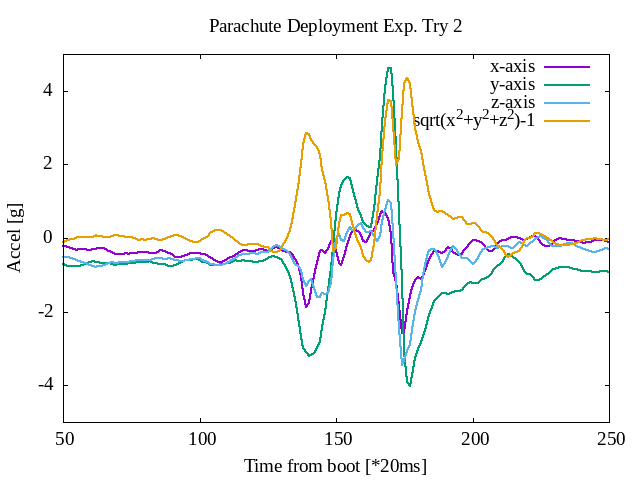 Parachute Deployment Exp. Try 2
x-axis
y-axis
z-axis
sqrt(x²+y²+z²)-1
4
2
0
-2
-4
Accel [g]
50 100 150 200 250
Time from boot [*20ms]